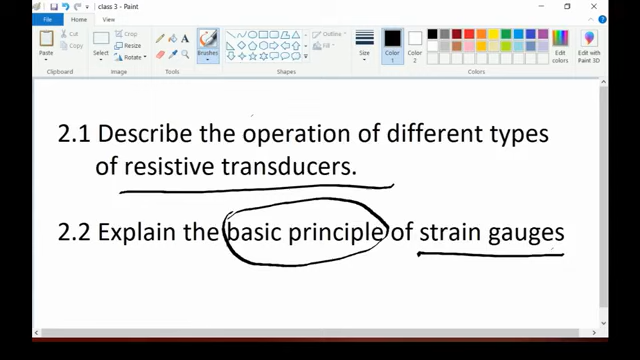 class 3 - Paint
File Home View
Paste
Cut
Copy
Clipboard
Select
Crop
Resize
Rotate
Image
Tools
Brushes
Shapes
Outline
Fill
Size
Color 1
Color 2
Colors
Edit colors
Edit with Paint 3D
2.1 Describe the operation of different types
of resistive transducers.
2.2 Explain the basic principle of strain gauges